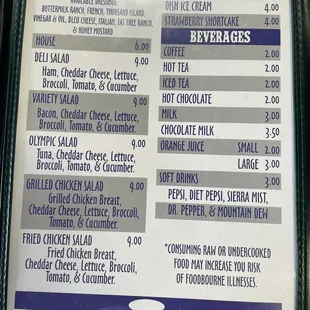 AVAILABLE DRESSINGS
BUTTERMILK RANCH, FRENCH, THOUSAND ISLAND,
VINEGAR & OIL, BLEU CHEESE, ITALIAN, FAT FREE RANCH,
& HONEY MUSTARD
HOUSE 6.00
DELI SALAD 9.00
Ham, Cheddar Cheese, Lettuce,
Broccoli, Tomato, & Cucumber
VARIETY SALAD 9.00
Bacon, Cheddar Cheese, Lettuce,
Broccoli, Tomato, & Cucumber.
OLYMPIC SALAD 9.00
Tuna, Cheddar Cheese, Lettuce,
Broccoli, Tomato, & Cucumber.
GRILLED CHICKEN SALAD 9.00
Grilled Chicken Breast,
Cheddar Cheese, Lettuce, Broccoli,
Tomato, & Cucumber.
FRIED CHICKEN SALAD 9.00
Fried Chicken Breast,
Cheddar Cheese, Lettuce, Broccoli,
Tomato, & Cucumber.
DISH ICE CREAM 4.00
STRAWBERRY SHORTCAKE 4.00
BEVERAGES
COFFEE 2.00
HOT TEA 2.00
ICED TEA 2.00
HOT CHOCOLATE 2.00
MILK 3.00
CHOCOLATE MILK 3.50
ORANGE JUICE SMALL 2.00
LARGE 3.00
SOFT DRINKS 3.00
PEPSI, DIET PEPSI, SIERRA MIST,
DR. PEPPER, & MOUNTAIN DEW
*CONSUMING RAW OR UNDERCOOKED
FOOD MAY INCREASE YOU RISK
OF FOODBOURNE ILLNESSES.